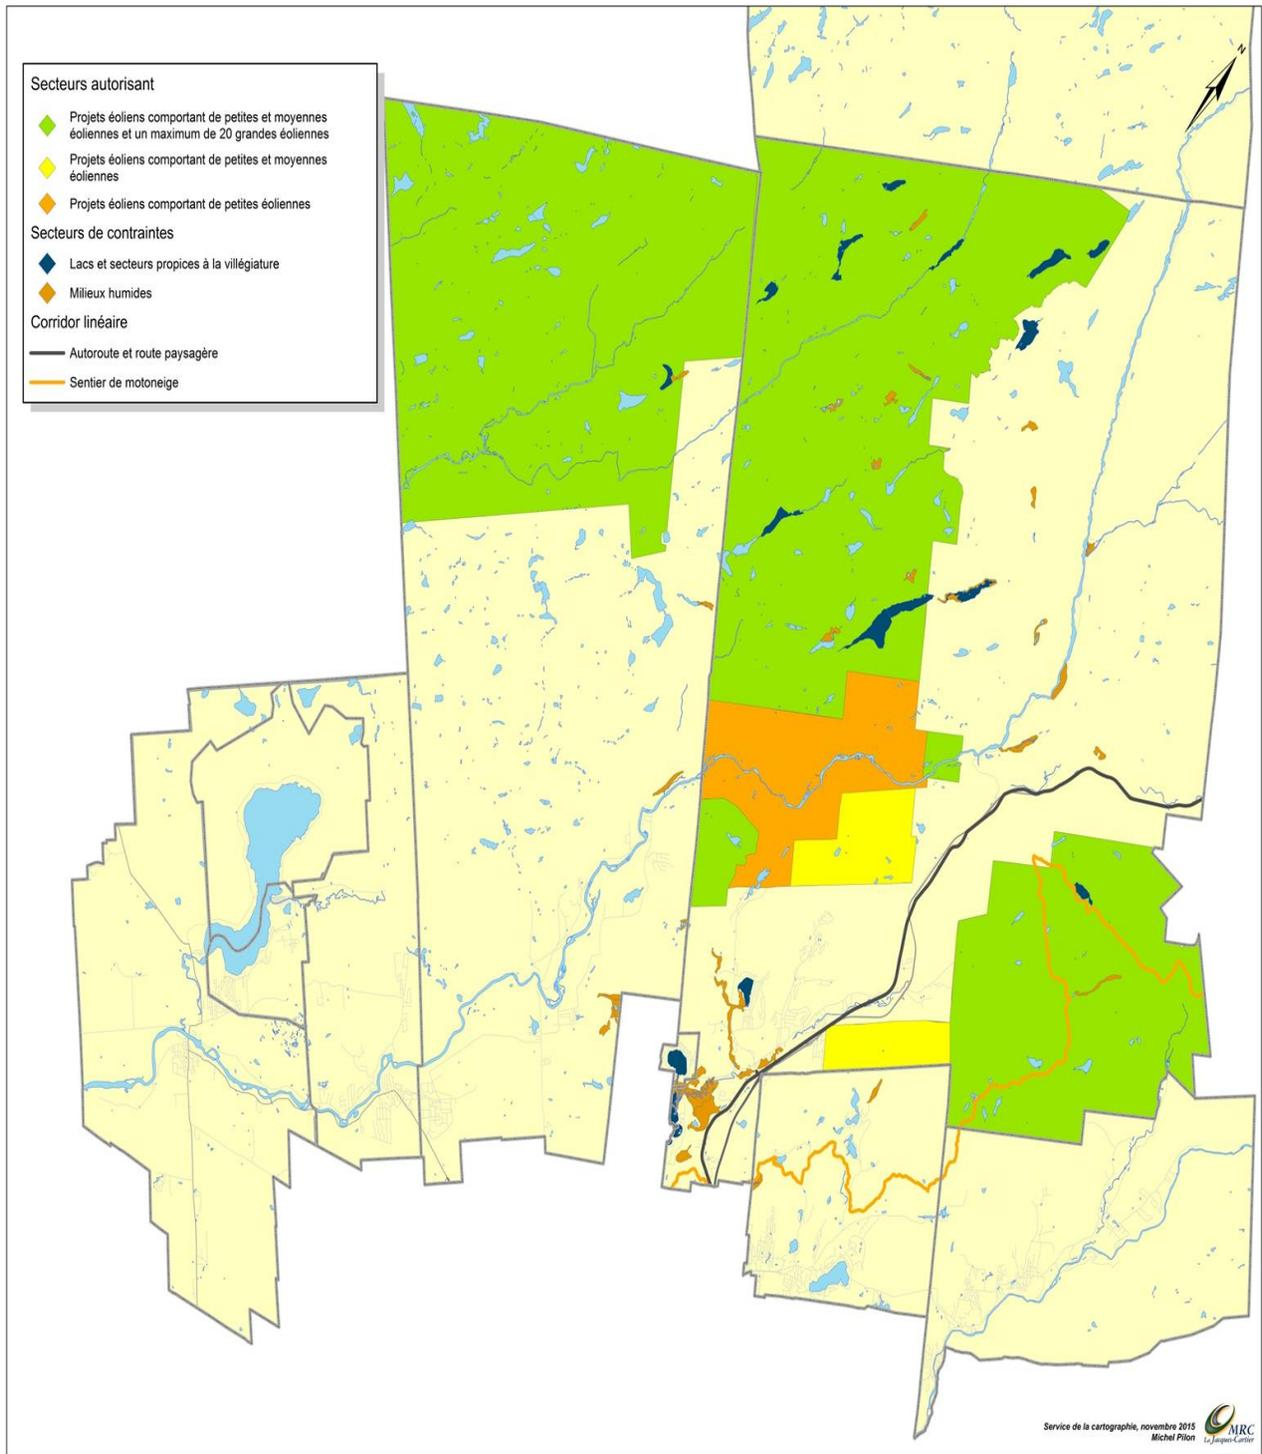 Secteurs autorisant
Projets éoliens comportant de petites et moyennes
éoliennes et un maximum de 20 grandes éoliennes
Projets éoliens comportant de petites et moyennes
éoliennes
Projets éoliens comportant de petites éoliennes
Secteurs de contraintes
Lacs et secteurs propices à la villégiature
Milieux humides
Corridor linéaire
Autoroute et route paysagère
Sentier de motoneige
N
Service de la cartographie, novembre 2015
Michel Pilon
MRC
La Jacques-Cartier